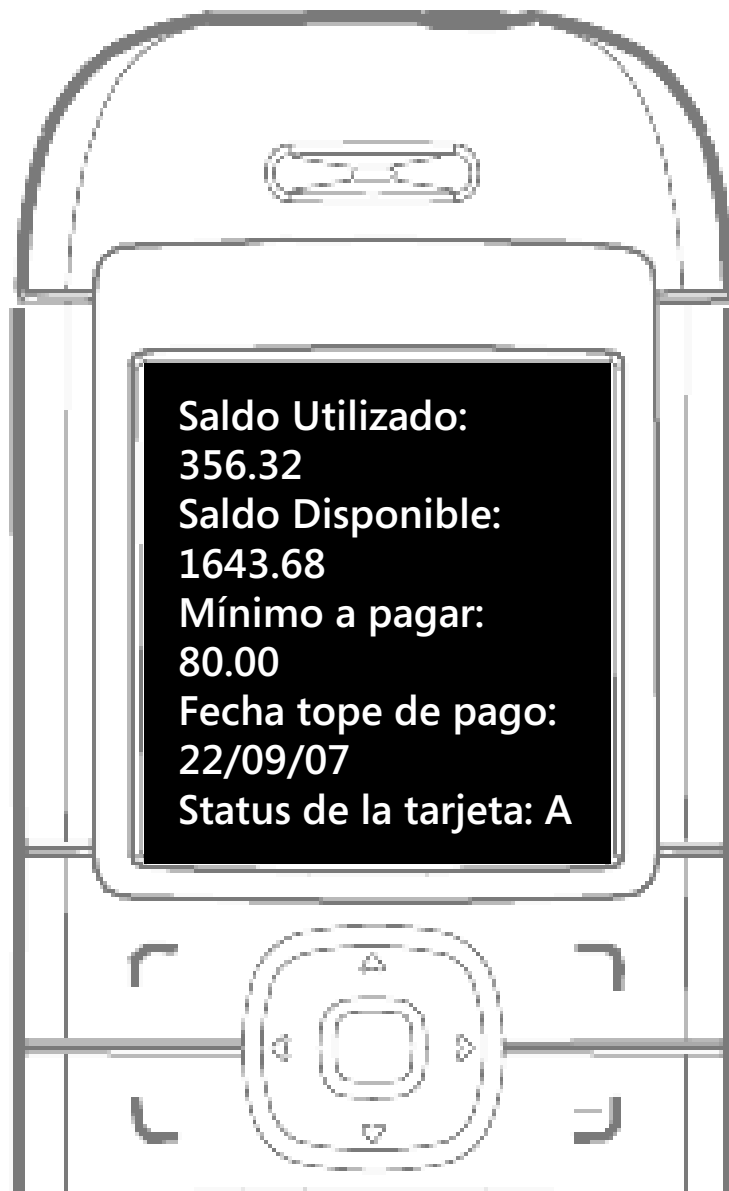 Saldo Utilizado:
356.32
Saldo Disponible:
1643.68
Mínimo a pagar:
80.00
Fecha tope de pago:
22/09/07
Status de la tarjeta: A